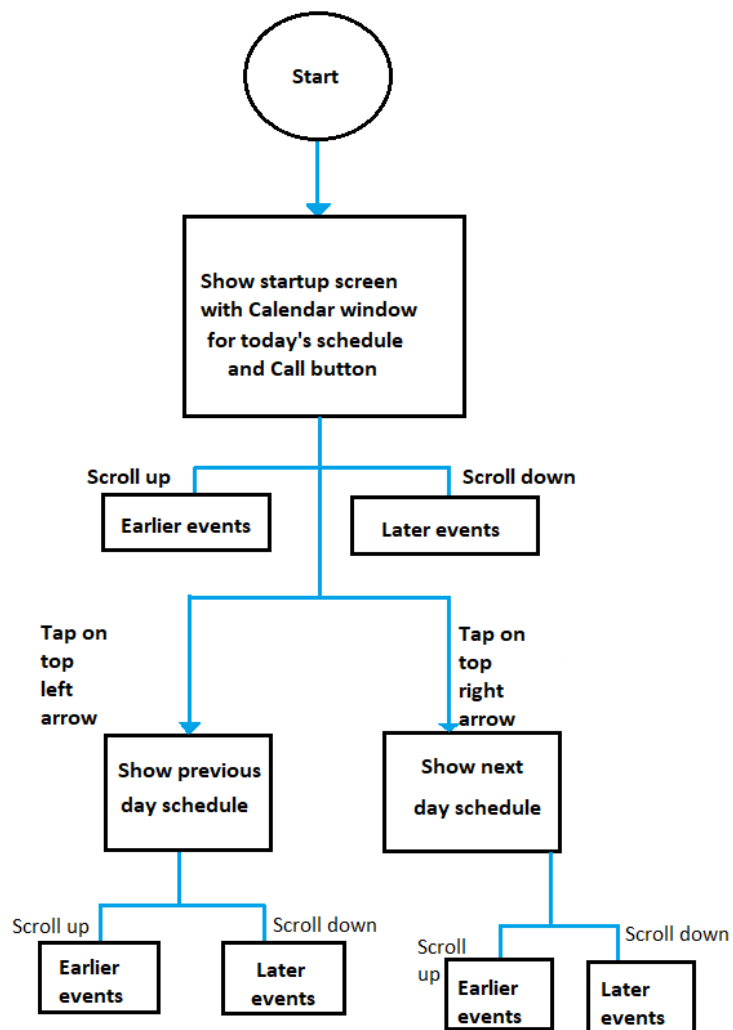 Start
Show startup screen
with Calendar window
for today's schedule
and Call button
Scroll up
Scroll down
Earlier events
Later events
Tap on
top
left
arrow
Tap on
top
right
arrow
Show previous
day schedule
Show next
day schedule
Scroll up
Scroll down
Earlier
events
Later
events
Scroll
up
Scroll down
Earlier
events
Later
events